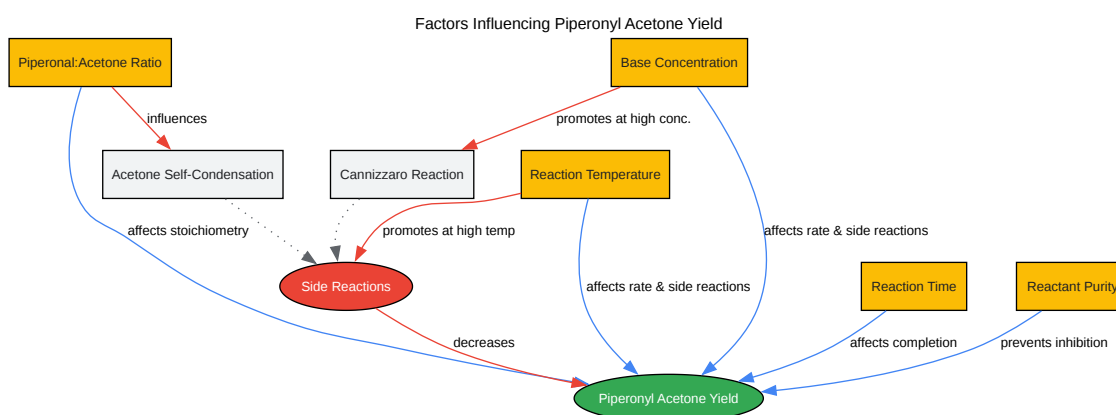 Factors Influencing Piperonyl Acetone Yield
Piperonal:Acetone Ratio
Base Concentration
influences
promotes at high conc.
Acetone Self-Condensation
Cannizzaro Reaction
Reaction Temperature
affects stoichiometry
promotes at high temp
affects rate & side reactions
Side Reactions
affects rate & side reactions
Reaction Time
Reactant Purity
decreases
affects completion
prevents inhibition
Piperonyl Acetone Yield